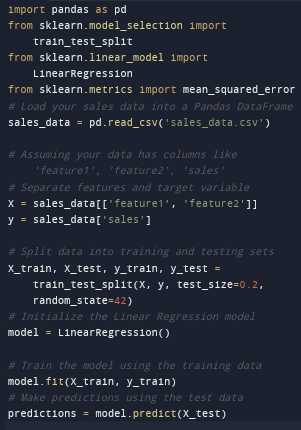 import pandas as pd
from sklearn.model_selection import
train_test_split
from sklearn.linear_model import
LinearRegression
from sklearn.metrics import mean_squared_error
# Load your sales data into a Pandas DataFrame
sales_data = pd.read_csv('sales_data.csv')
# Assuming your data has columns like
'feature1', 'feature2', 'sales'
# Separate features and target variable
X = sales_data[['feature1', 'feature2']]
y = sales_data['sales']
# Split data into training and testing sets
X_train, X_test, y_train, y_test =
train_test_split(X, y, test_size=0.2,
random_state=42)
# Initialize the Linear Regression model
model = LinearRegression()
# Train the model using the training data
model.fit(X_train, y_train)
# Make predictions using the test data
predictions = model.predict(X_test)